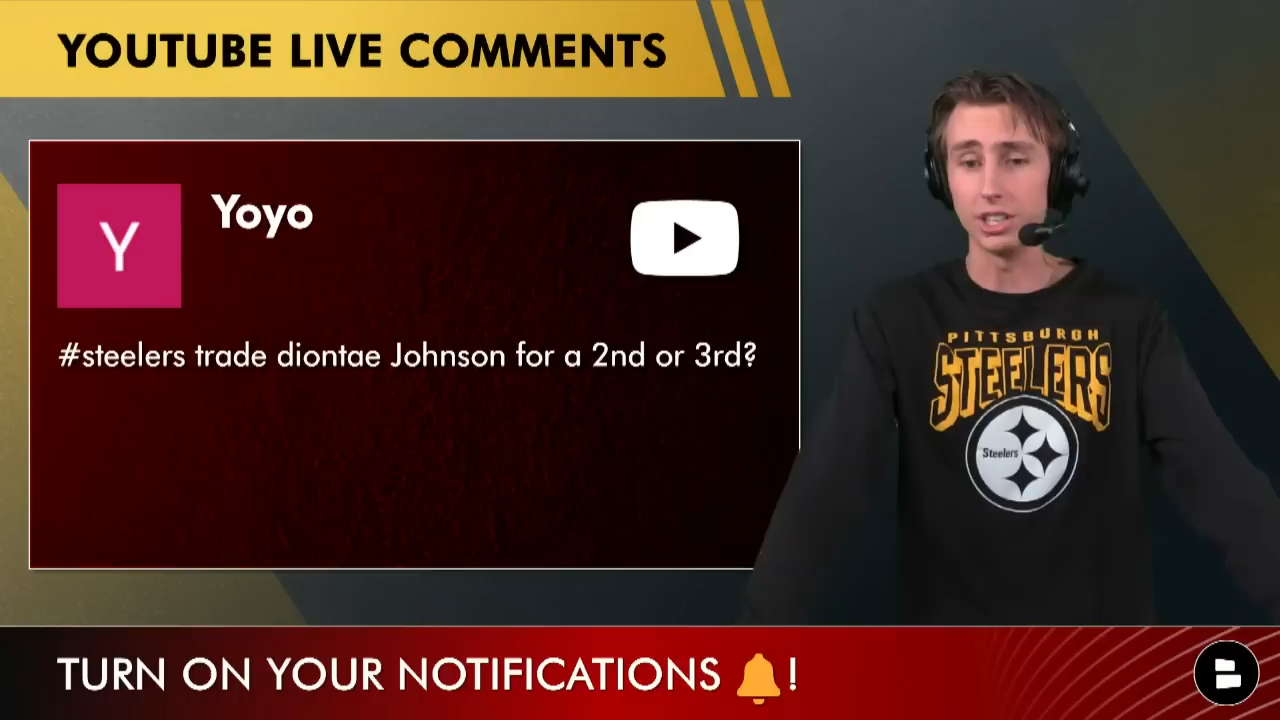 YOUTUBE LIVE COMMENTS
Y
Yoyo
#steelers trade diontae Johnson for a 2nd or 3rd?
PITTSBURGH
STEELERS
Steelers
TURN ON YOUR NOTIFICATIONS 🔔!